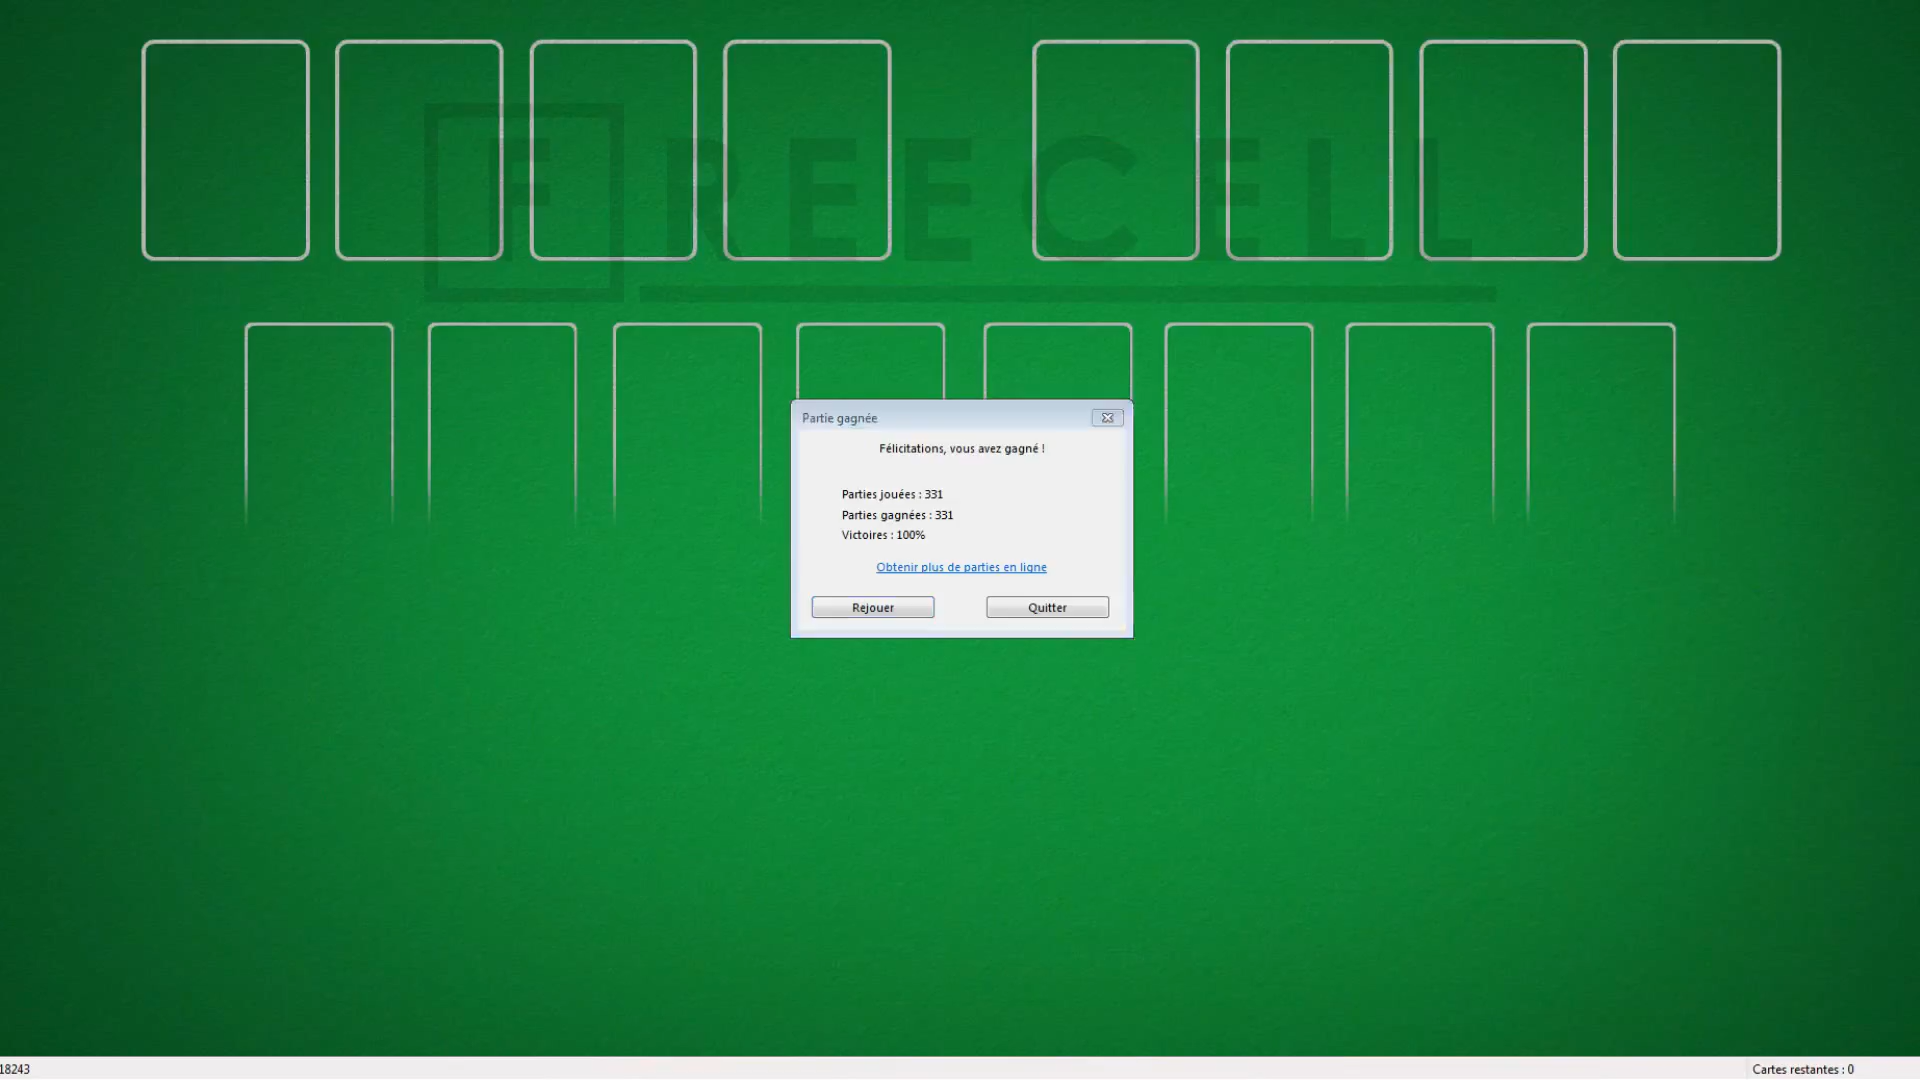 FREECELL
Partie gagnée
Félicitations, vous avez gagné !
Parties jouées : 331
Parties gagnées : 331
Victoires : 100%
Obtenir plus de parties en ligne
Rejouer
Quitter
18243
Cartes restantes : 0